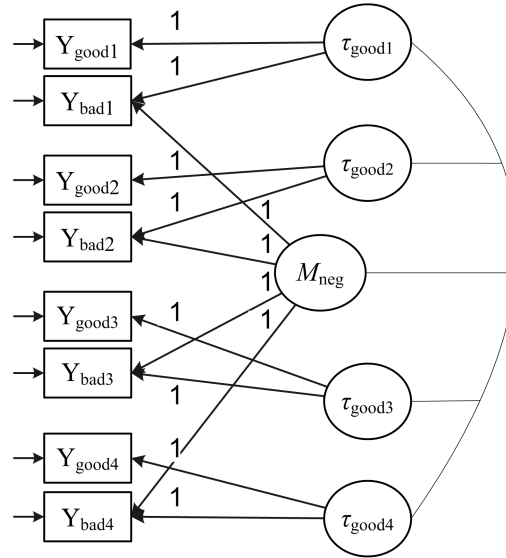 1
Y_good1
τ_good1
1
Y_bad1
1
Y_good2
τ_good2
1
1
Y_bad2
1
M_neg
1
Y_good3
1
1
Y_bad3
1
τ_good3
1
Y_good4
1
Y_bad4
τ_good4